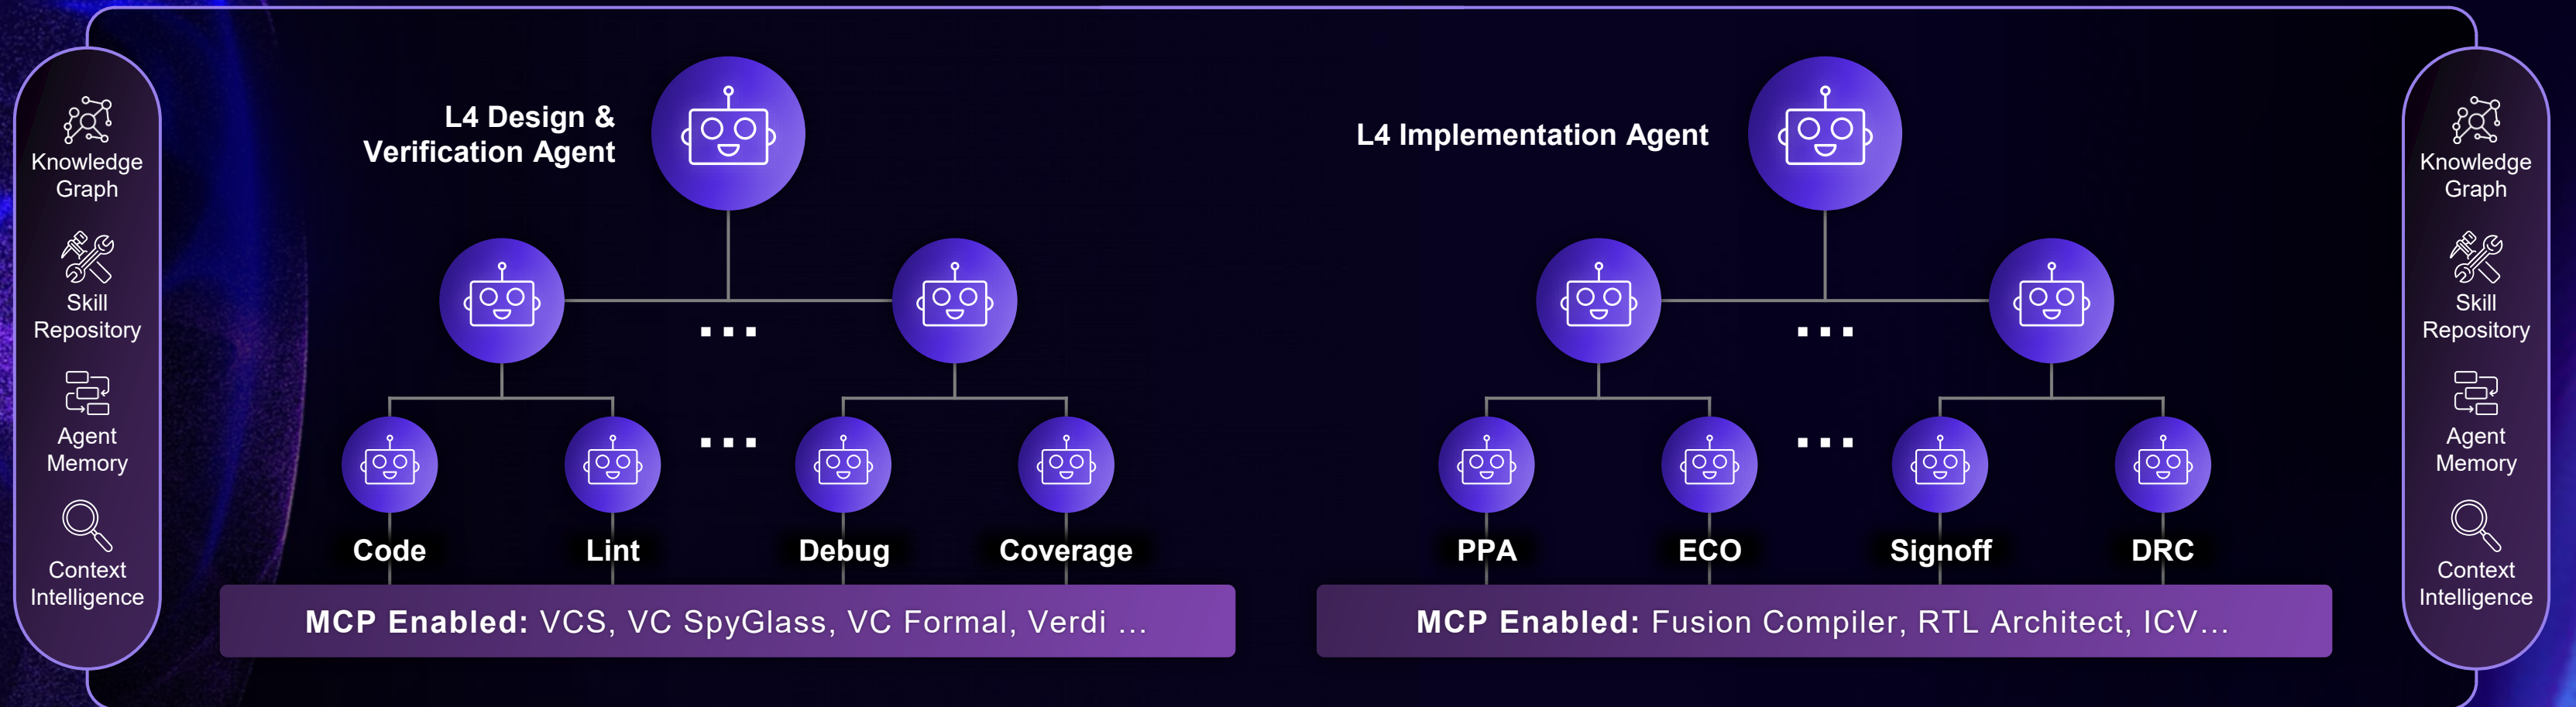 Knowledge
Graph
Skill
Repository
Agent
Memory
Context
Intelligence
L4 Design &
Verification Agent
Code
Lint
Debug
Coverage
MCP Enabled: VCS, VC SpyGlass, VC Formal, Verdi ...
L4 Implementation Agent
PPA
ECO
Signoff
DRC
MCP Enabled: Fusion Compiler, RTL Architect, ICV...
Knowledge
Graph
Skill
Repository
Agent
Memory
Context
Intelligence